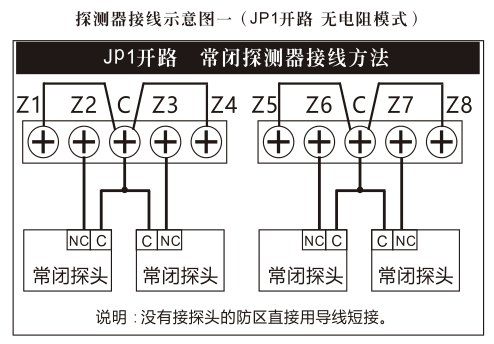 探测器接线示意图一（JP1开路 无电阻模式）
JP1开路 常闭探测器接线方法
Z1 Z2 C Z3 Z4 Z5 Z6 C Z7 Z8
NC C C NC NC C C NC
常闭探头 常闭探头 常闭探头 常闭探头
说明：没有接探头的防区直接用导线短接。